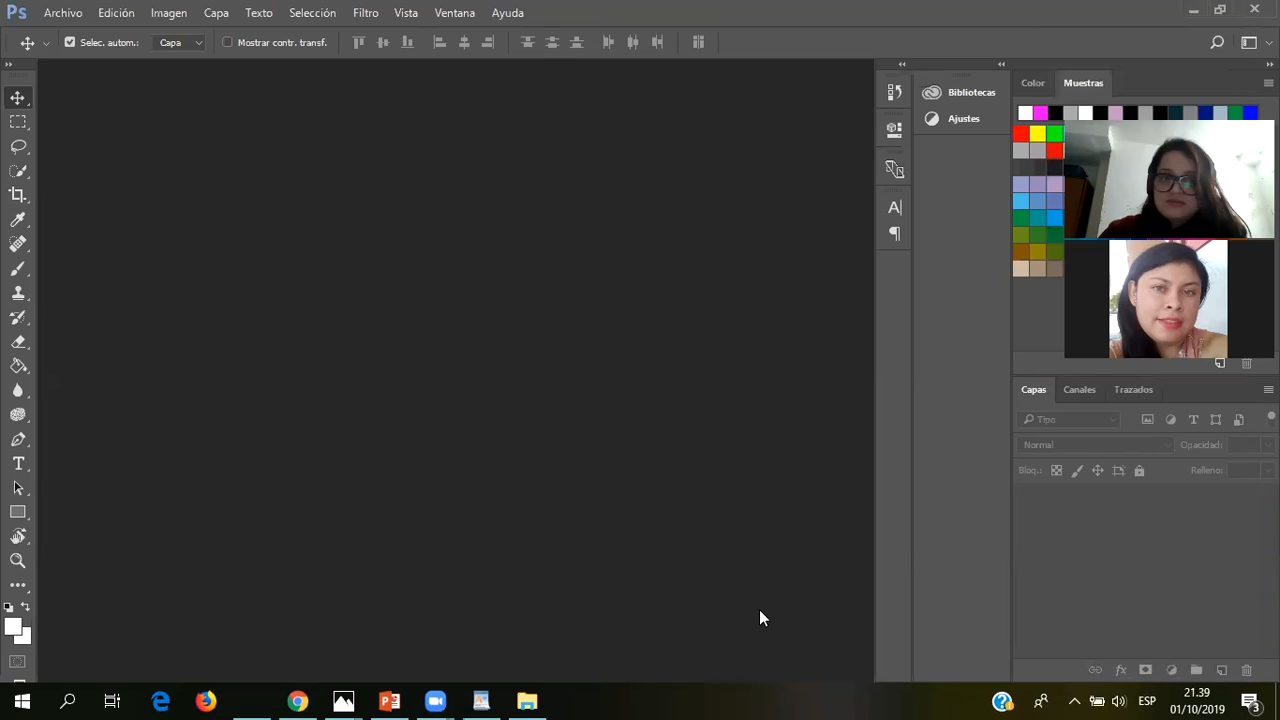 Ps Archivo Edición Imagen Capa Texto Selección Filtro Vista Ventana Ayuda
Selec. autom.: Capa Mostrar contr. transf.
Color Muestras
Bibliotecas
Ajustes
Capas Canales Trazados
Tipo
Normal Opacidad:
Bloq.: Relleno:
ESP
21.39
01/10/2019
3